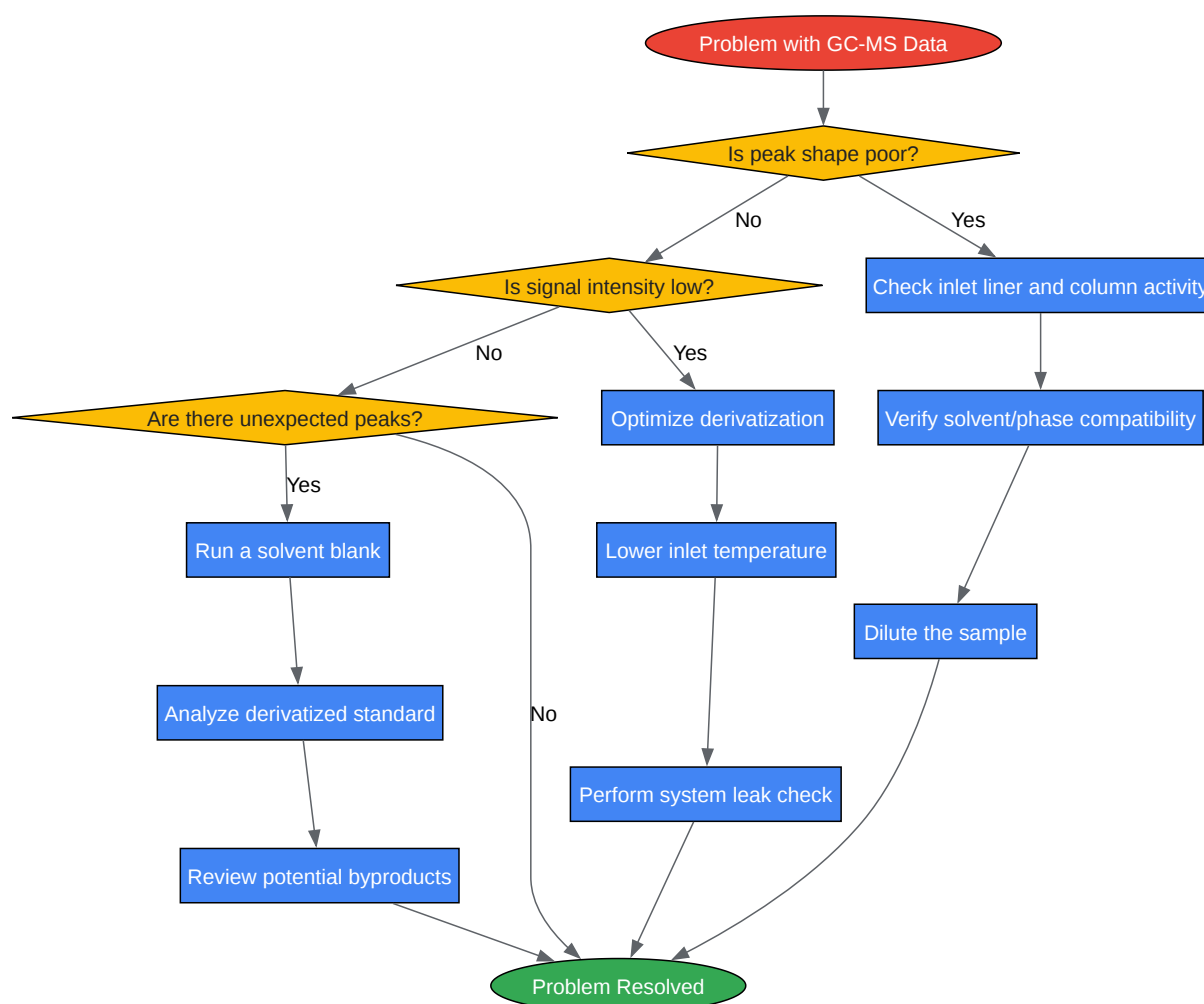 Problem with GC-MS Data
Is peak shape poor?
No
Yes
Is signal intensity low?
Check inlet liner and column activity
No
Yes
Are there unexpected peaks?
Optimize derivatization
Verify solvent/phase compatibility
Yes
Run a solvent blank
Lower inlet temperature
Dilute the sample
Analyze derivatized standard
No
Perform system leak check
Review potential byproducts
Problem Resolved